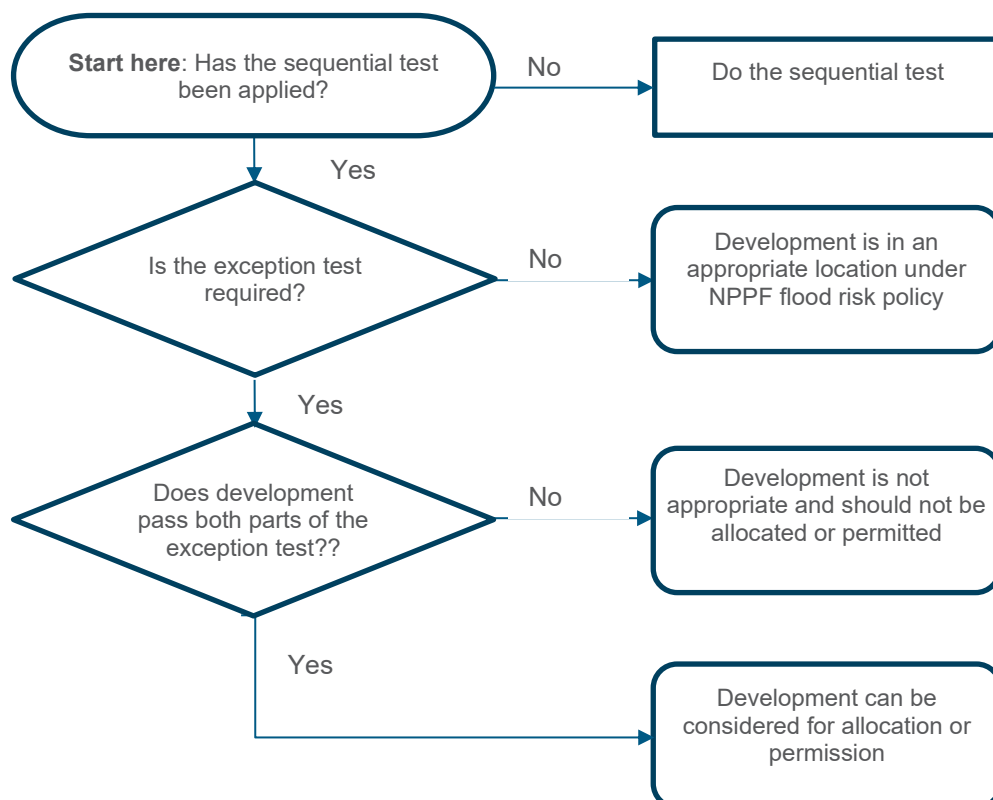 Start here: Has the sequential test
been applied?
No
Do the sequential test
Yes
Is the exception test
required?
No
Development is in an
appropriate location under
NPPF flood risk policy
Yes
Does development
pass both parts of the
exception test??
No
Development is not
appropriate and should not be
allocated or permitted
Yes
Development can be
considered for allocation or
permission